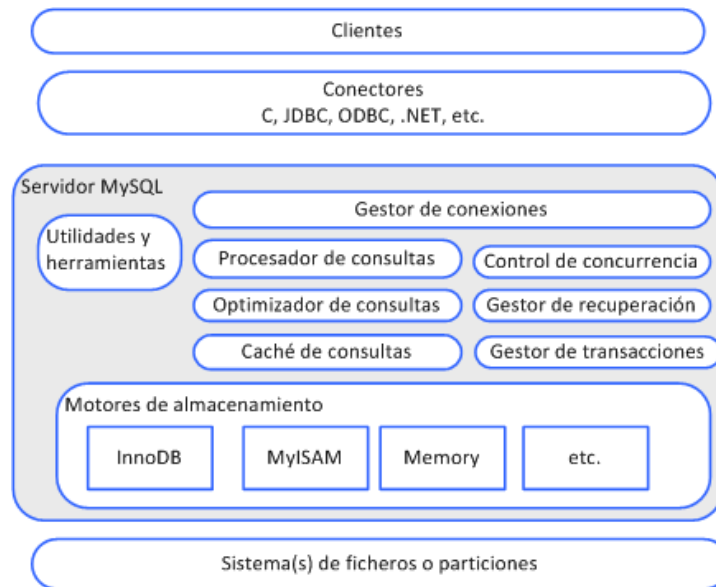 Clientes
Conectores
C, JDBC, ODBC, .NET, etc.
Servidor MySQL
Utilidades y
herramientas
Gestor de conexiones
Procesador de consultas
Control de concurrencia
Optimizador de consultas
Gestor de recuperación
Caché de consultas
Gestor de transacciones
Motores de almacenamiento
InnoDB
MyISAM
Memory
etc.
Sistema(s) de ficheros o particiones